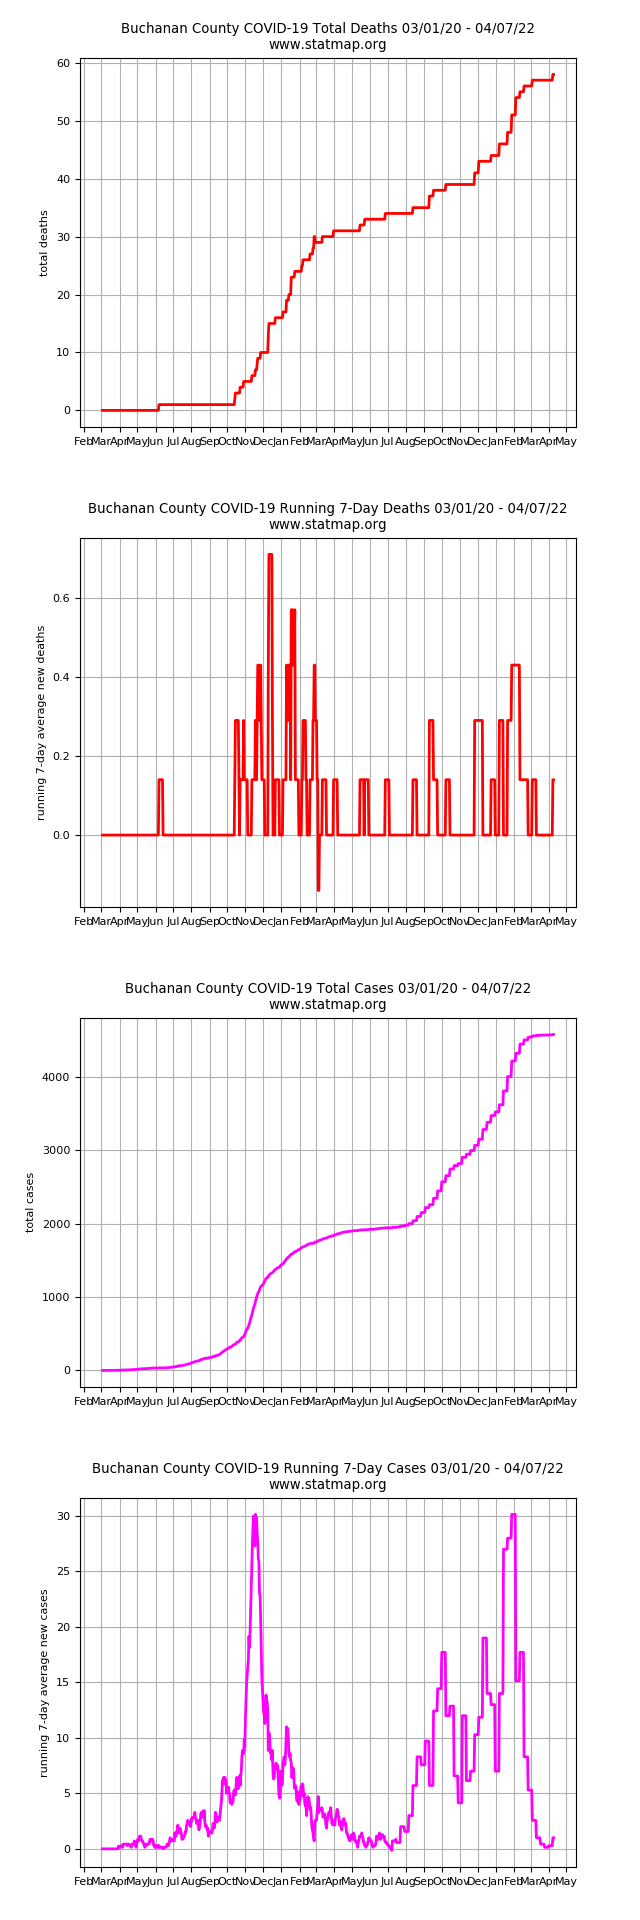 Buchanan County COVID-19 Total Deaths 03/01/20 - 04/07/22
www.statmap.org
60
50
40
30
20
10
0
total deaths
Feb Mar Apr May Jun Jul Aug Sep Oct Nov Dec Jan Feb Mar Apr May Jun Jul Aug Sep Oct Nov Dec Jan Feb Mar Apr May
Buchanan County COVID-19 Running 7-Day Deaths 03/01/20 - 04/07/22
www.statmap.org
0.6
0.4
0.2
0.0
running 7-day average new deaths
Feb Mar Apr May Jun Jul Aug Sep Oct Nov Dec Jan Feb Mar Apr May Jun Jul Aug Sep Oct Nov Dec Jan Feb Mar Apr May
Buchanan County COVID-19 Total Cases 03/01/20 - 04/07/22
www.statmap.org
4000
3000
2000
1000
0
total cases
Feb Mar Apr May Jun Jul Aug Sep Oct Nov Dec Jan Feb Mar Apr May Jun Jul Aug Sep Oct Nov Dec Jan Feb Mar Apr May
Buchanan County COVID-19 Running 7-Day Cases 03/01/20 - 04/07/22
www.statmap.org
30
25
20
15
10
5
0
running 7-day average new cases
Feb Mar Apr May Jun Jul Aug Sep Oct Nov Dec Jan Feb Mar Apr May Jun Jul Aug Sep Oct Nov Dec Jan Feb Mar Apr May